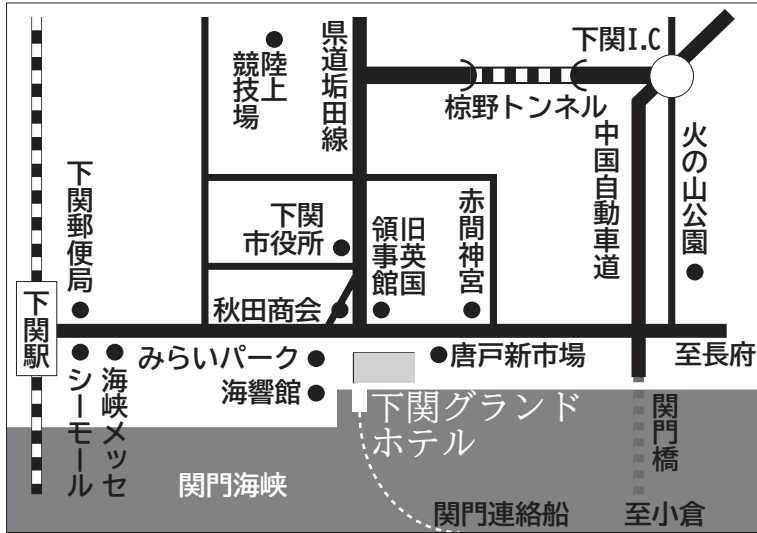 下関I.C
陸上
競技場
県道垢田線
椋野トンネル
中国自動車道
火の山公園
下関郵便局
下関
市役所
旧英国
領事館
赤間神宮
下関駅
秋田商会
みらいパーク
唐戸新市場
至長府
海響館
シーモール
海峡メッセ
下関グランド
ホテル
関門橋
関門海峡
関門連絡船
至小倉